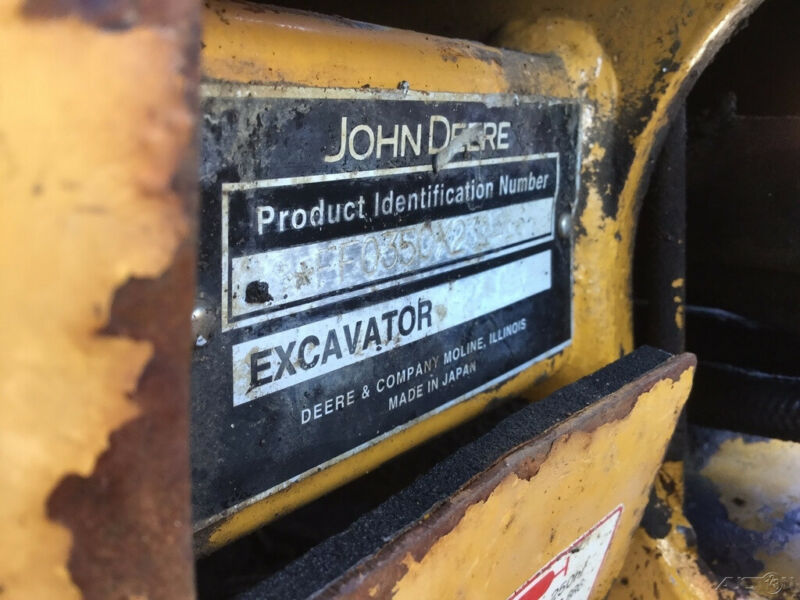 JOHN DEERE
Product Identification Number
EXCAVATOR
DEERE & COMPANY MOLINE, ILLINOIS
MADE IN JAPAN